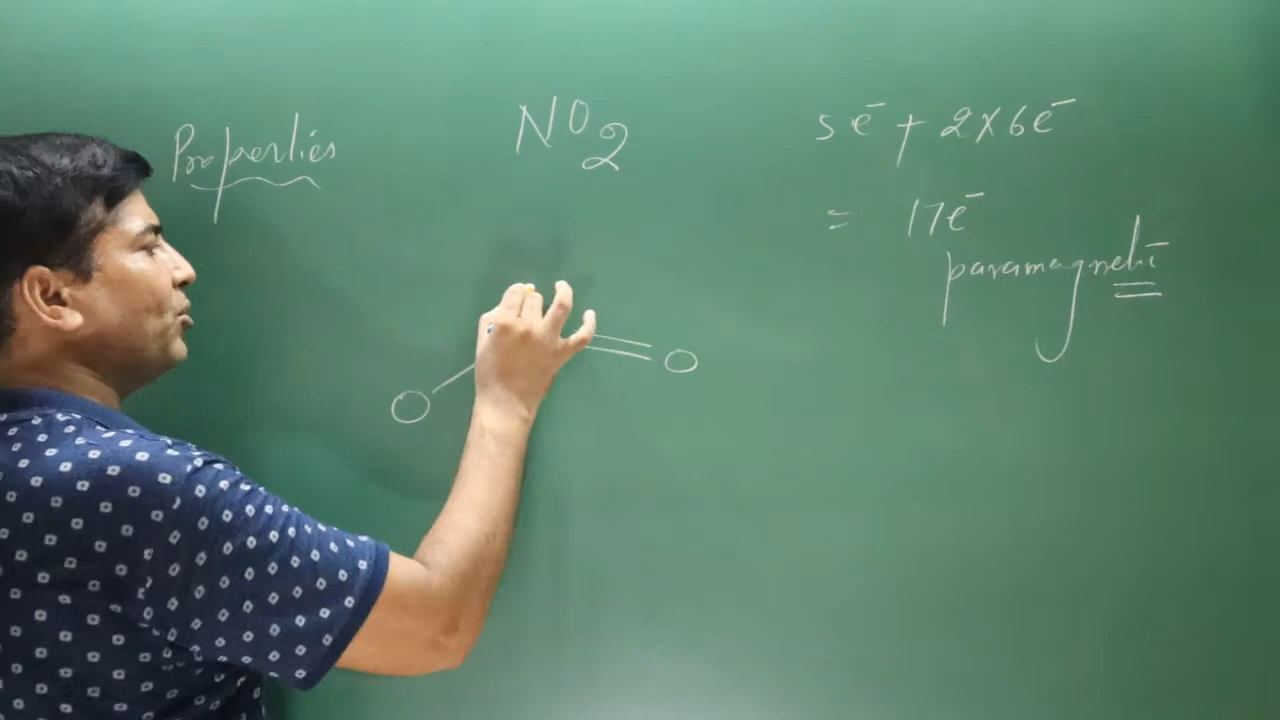 Properties
NO2
5e⁻ + 2×6e⁻
= 17e⁻
paramagnetic
O O